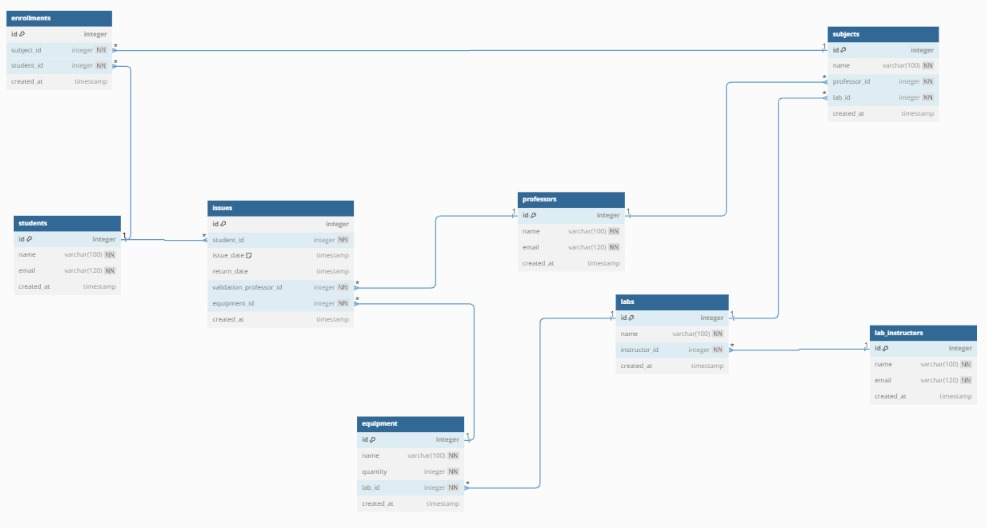 enrollments
id integer
subject_id integer NN
student_id integer NN
created_at timestamp
subjects
id integer
name varchar(100) NN
professor_id integer NN
lab_id integer NN
created_at timestamp
students
id integer
name varchar(100) NN
email varchar(120) NN
created_at timestamp
issues
id integer
student_id integer NN
issue_date timestamp
return_date timestamp
validation_professor_id integer NN
equipment_id integer NN
created_at timestamp
professors
id integer
name varchar(100) NN
email varchar(120) NN
created_at timestamp
labs
id integer
name varchar(100) NN
instructor_id integer NN
created_at timestamp
lab_instructors
id integer
name varchar(100) NN
email varchar(120) NN
created_at timestamp
equipment
id integer
name varchar(100) NN
quantity integer NN
lab_id integer NN
created_at timestamp
* 1
*
1 *
*
*
1 1
*
*
1 1
* 1
1
*